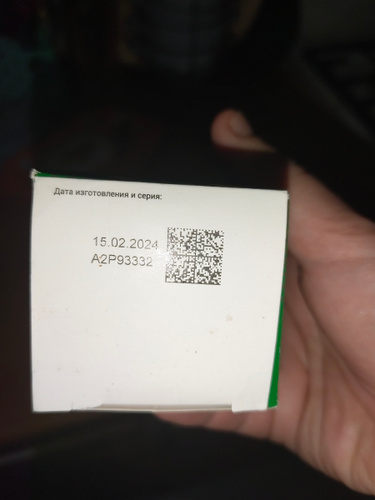 Дата изготовления и серия:
15.02.2024
A2P93332